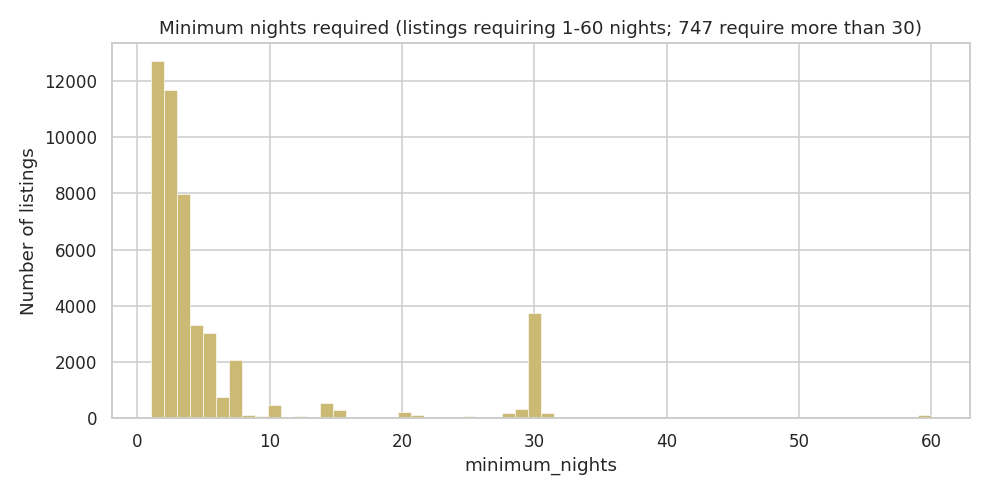 Minimum nights required (listings requiring 1-60 nights; 747 require more than 30)
Number of listings
12000
10000
8000
6000
4000
2000
0
0 10 20 30 40 50 60
minimum_nights